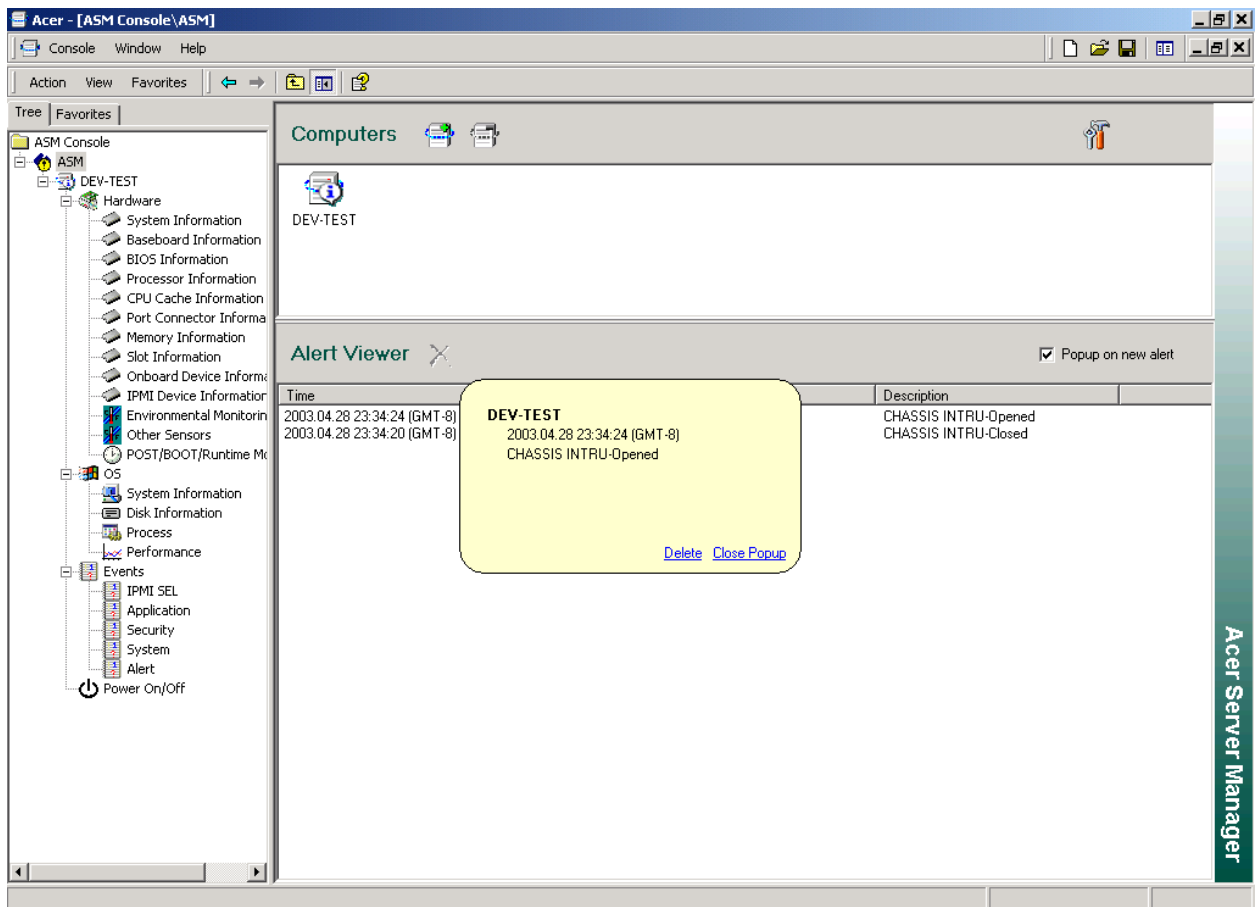 Acer - [ASM Console\ASM]
Console Window Help
Action View Favorites
Tree Favorites
ASM Console
ASM
DEV-TEST
Hardware
System Information
Baseboard Information
BIOS Information
Processor Information
CPU Cache Information
Port Connector Informa
Memory Information
Slot Information
Onboard Device Informa
IPMI Device Information
Environmental Monitorin
Other Sensors
POST/BOOT/Runtime Mo
OS
System Information
Disk Information
Process
Performance
Events
IPMI SEL
Application
Security
System
Alert
Power On/Off
Computers
DEV-TEST
Alert Viewer
Popup on new alert
Time Description
2003.04.28 23:34:24 (GMT-8) CHASSIS INTRU-Opened
2003.04.28 23:34:20 (GMT-8) CHASSIS INTRU-Closed
DEV-TEST
2003.04.28 23:34:24 (GMT-8)
CHASSIS INTRU-Opened
Delete Close Popup
Acer Server Manager